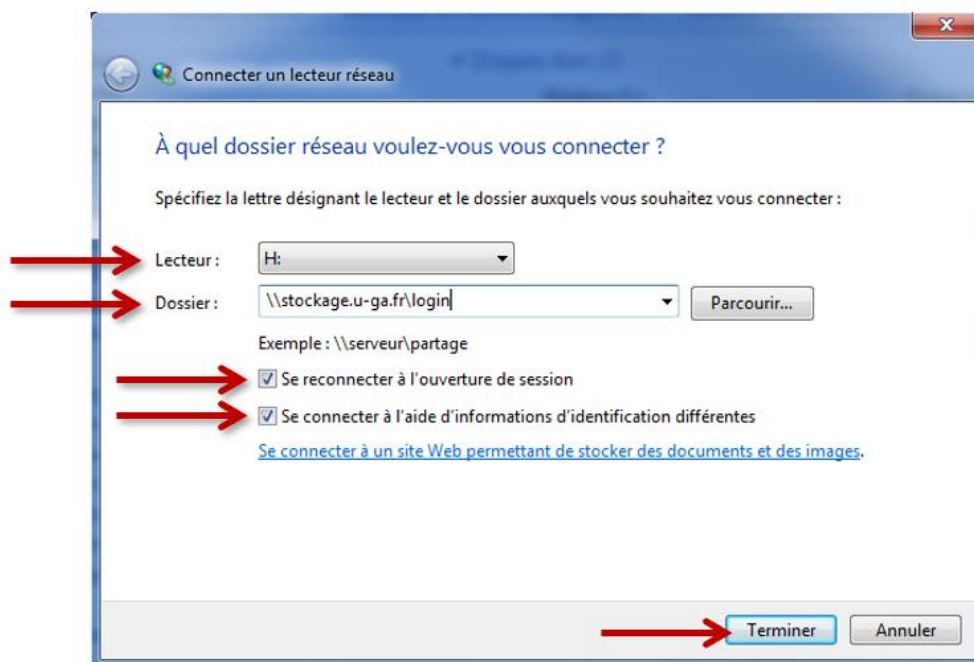 Connecter un lecteur réseau
À quel dossier réseau voulez-vous vous connecter ?
Spécifiez la lettre désignant le lecteur et le dossier auxquels vous souhaitez vous connecter :
Lecteur : H:
Dossier : \\stockage.u-ga.fr\login Parcourir...
Exemple : \\serveur\partage
Se reconnecter à l'ouverture de session
Se connecter à l'aide d'informations d'identification différentes
Se connecter à un site Web permettant de stocker des documents et des images.
Terminer Annuler